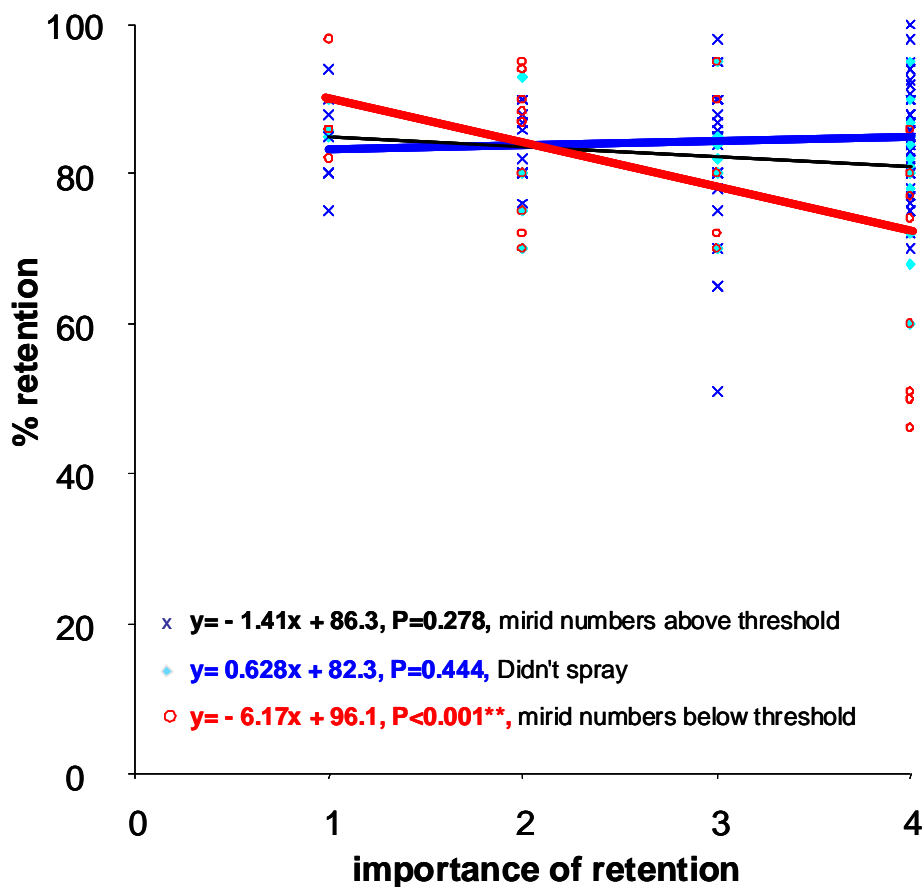 100
80
60
40
20
0
% retention
y= - 1.41x + 86.3, P=0.278, mirid numbers above threshold
y= 0.628x + 82.3, P=0.444, Didn't spray
y= - 6.17x + 96.1, P<0.001**, mirid numbers below threshold
0 1 2 3 4
importance of retention